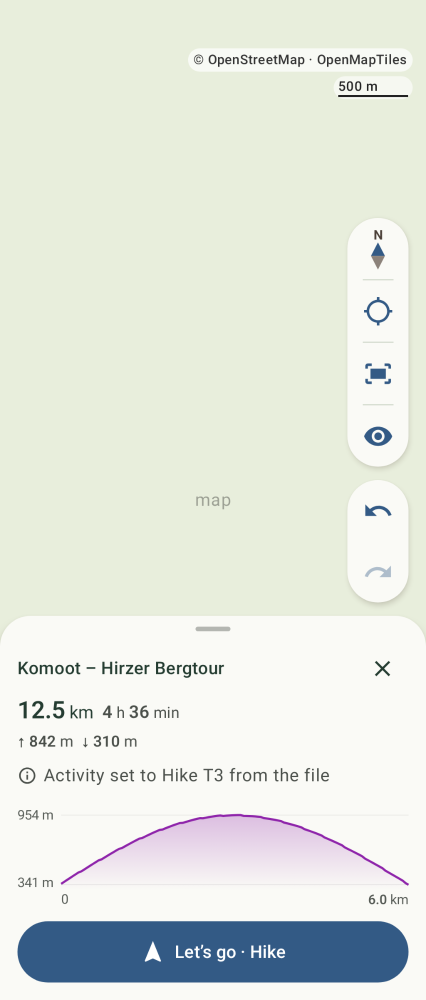 © OpenStreetMap · OpenMapTiles
500 m
N
map
Komoot – Hirzer Bergtour
12.5 km 4 h 36 min
↑ 842 m ↓ 310 m
Activity set to Hike T3 from the file
954 m
341 m
0 6.0 km
Let's go · Hike